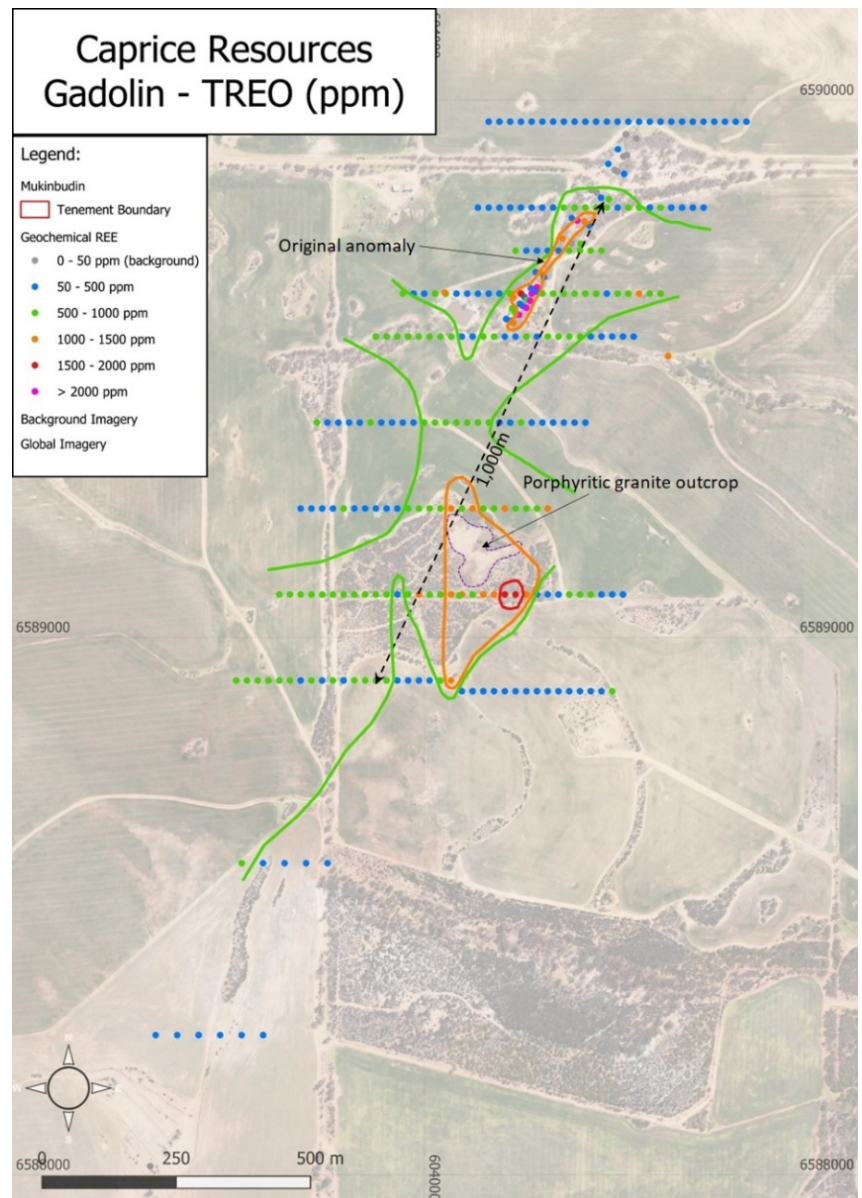 Caprice Resources
Gadolin - TREO (ppm)
Legend:
Mukinbudin
Tenement Boundary
Geochemical REE
0 - 50 ppm (background)
50 - 500 ppm
500 - 1000 ppm
1000 - 1500 ppm
1500 - 2000 ppm
> 2000 ppm
Background Imagery
Global Imagery
6590000
Original anomaly
1,000m
Porphyritic granite outcrop
6589000
6589000
N
W
E
S
6588000
6588000
0
250
500 m